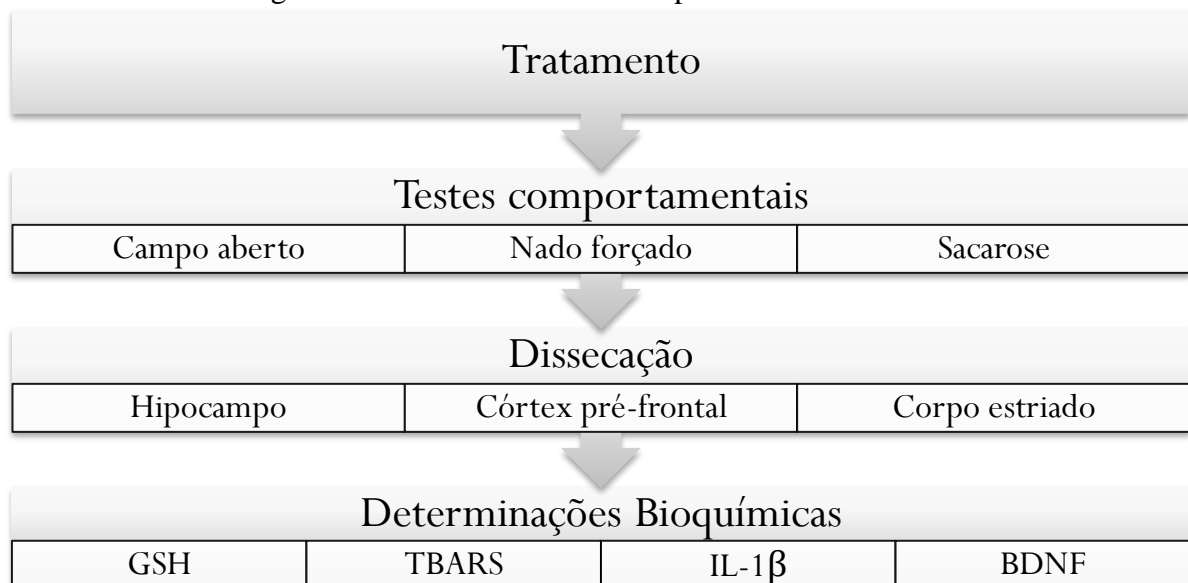 Tratamento
Testes comportamentais
Campo aberto Nado forçado Sacarose
Dissecação
Hipocampo Córtex pré-frontal Corpo estriado
Determinações Bioquímicas
GSH TBARS IL-1β BDNF